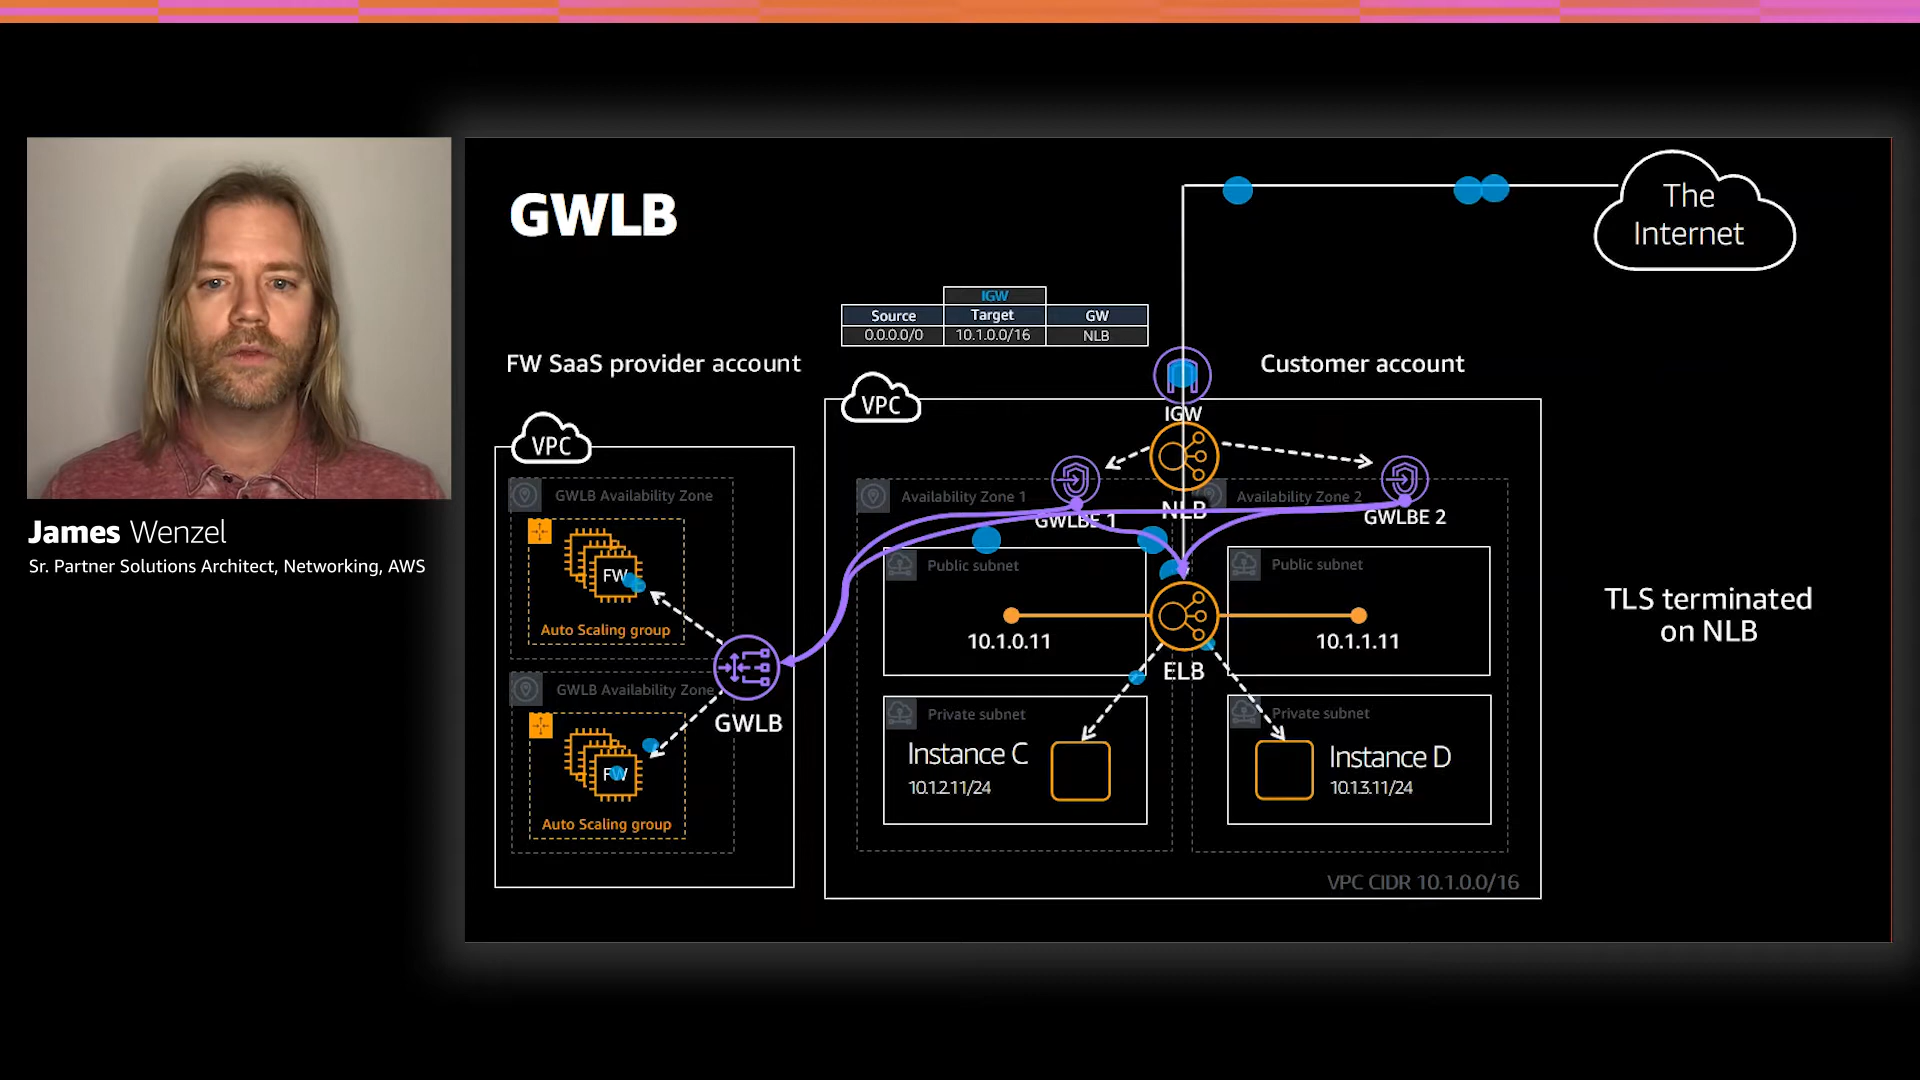 James Wenzel
Sr. Partner Solutions Architect, Networking, AWS
GWLB
The
Internet
IGW
Source Target GW
0.0.0.0/0 10.1.0.0/16 NLB
FW SaaS provider account
Customer account
VPC
VPC
IGW
GWLB Availability Zone
FW
Auto Scaling group
GWLB Availability Zone
FW
Auto Scaling group
GWLB
Availability Zone 1
Availability Zone 2
NLB
GWLBE 1
GWLBE 2
Public subnet
Public subnet
10.1.0.11
10.1.1.11
ELB
Private subnet
Private subnet
Instance C
10.1.2.11/24
Instance D
10.1.3.11/24
VPC CIDR 10.1.0.0/16
TLS terminated
on NLB